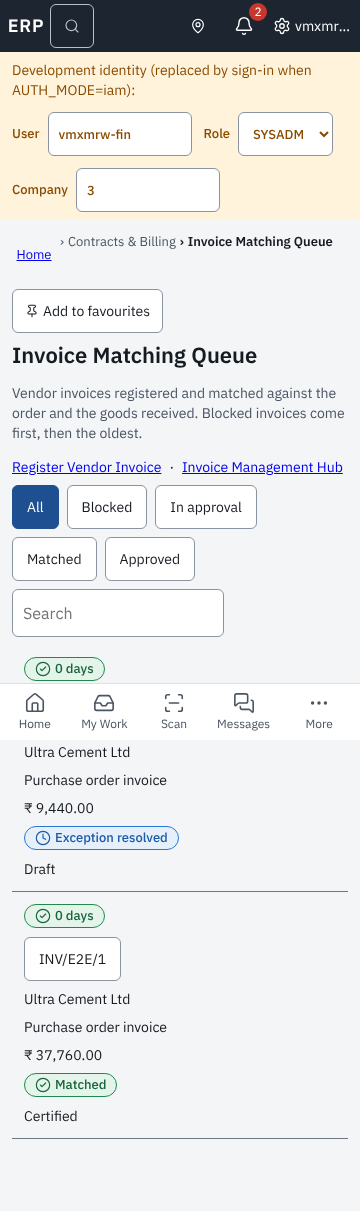 ERP
2
vmxmr...
Development identity (replaced by sign-in when
AUTH_MODE=iam):
User vmxmrw-fin Role SYSADM
Company 3
Home › Contracts & Billing › Invoice Matching Queue
Add to favourites
Invoice Matching Queue
Vendor invoices registered and matched against the
order and the goods received. Blocked invoices come
first, then the oldest.
Register Vendor Invoice · Invoice Management Hub
All Blocked In approval
Matched Approved
Search
0 days
Home My Work Scan Messages More
Ultra Cement Ltd
Purchase order invoice
₹ 9,440.00
Exception resolved
Draft
0 days
INV/E2E/1
Ultra Cement Ltd
Purchase order invoice
₹ 37,760.00
Matched
Certified